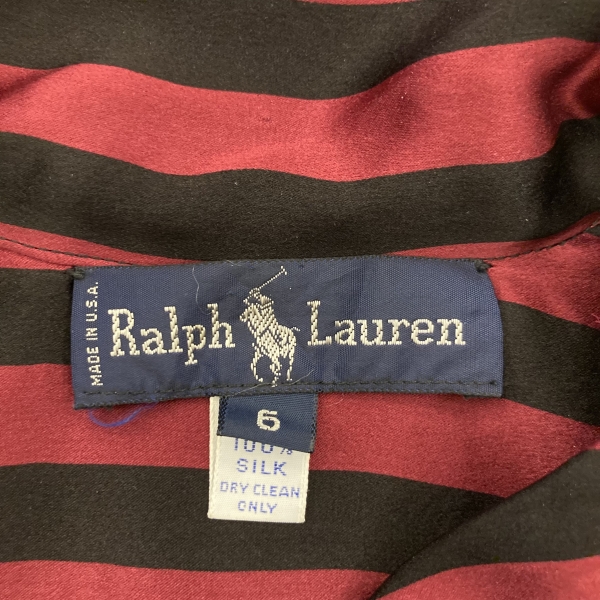 MADE IN U.S.A.
Ralph Lauren
6
100%
SILK
DRY CLEAN
ONLY